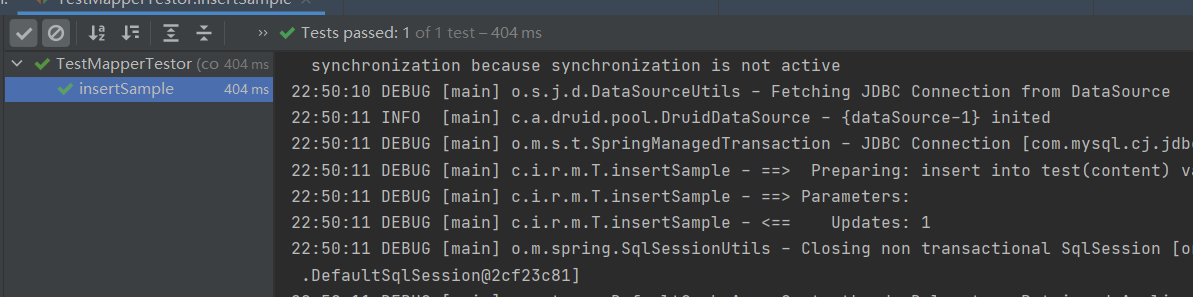 TestMapperTestor.insertSample
Tests passed: 1 of 1 test – 404 ms
TestMapperTestor (co 404 ms
insertSample 404 ms
synchronization because synchronization is not active
22:50:10 DEBUG [main] o.s.j.d.DataSourceUtils – Fetching JDBC Connection from DataSource
22:50:11 INFO  [main] c.a.druid.pool.DruidDataSource – {dataSource-1} inited
22:50:11 DEBUG [main] o.m.s.t.SpringManagedTransaction – JDBC Connection [com.mysql.cj.jdb
22:50:11 DEBUG [main] c.i.r.m.T.insertSample – ==>  Preparing: insert into test(content) va
22:50:11 DEBUG [main] c.i.r.m.T.insertSample – ==> Parameters:
22:50:11 DEBUG [main] c.i.r.m.T.insertSample – <==    Updates: 1
22:50:11 DEBUG [main] o.m.spring.SqlSessionUtils – Closing non transactional SqlSession [o
.DefaultSqlSession@2cf23c81]